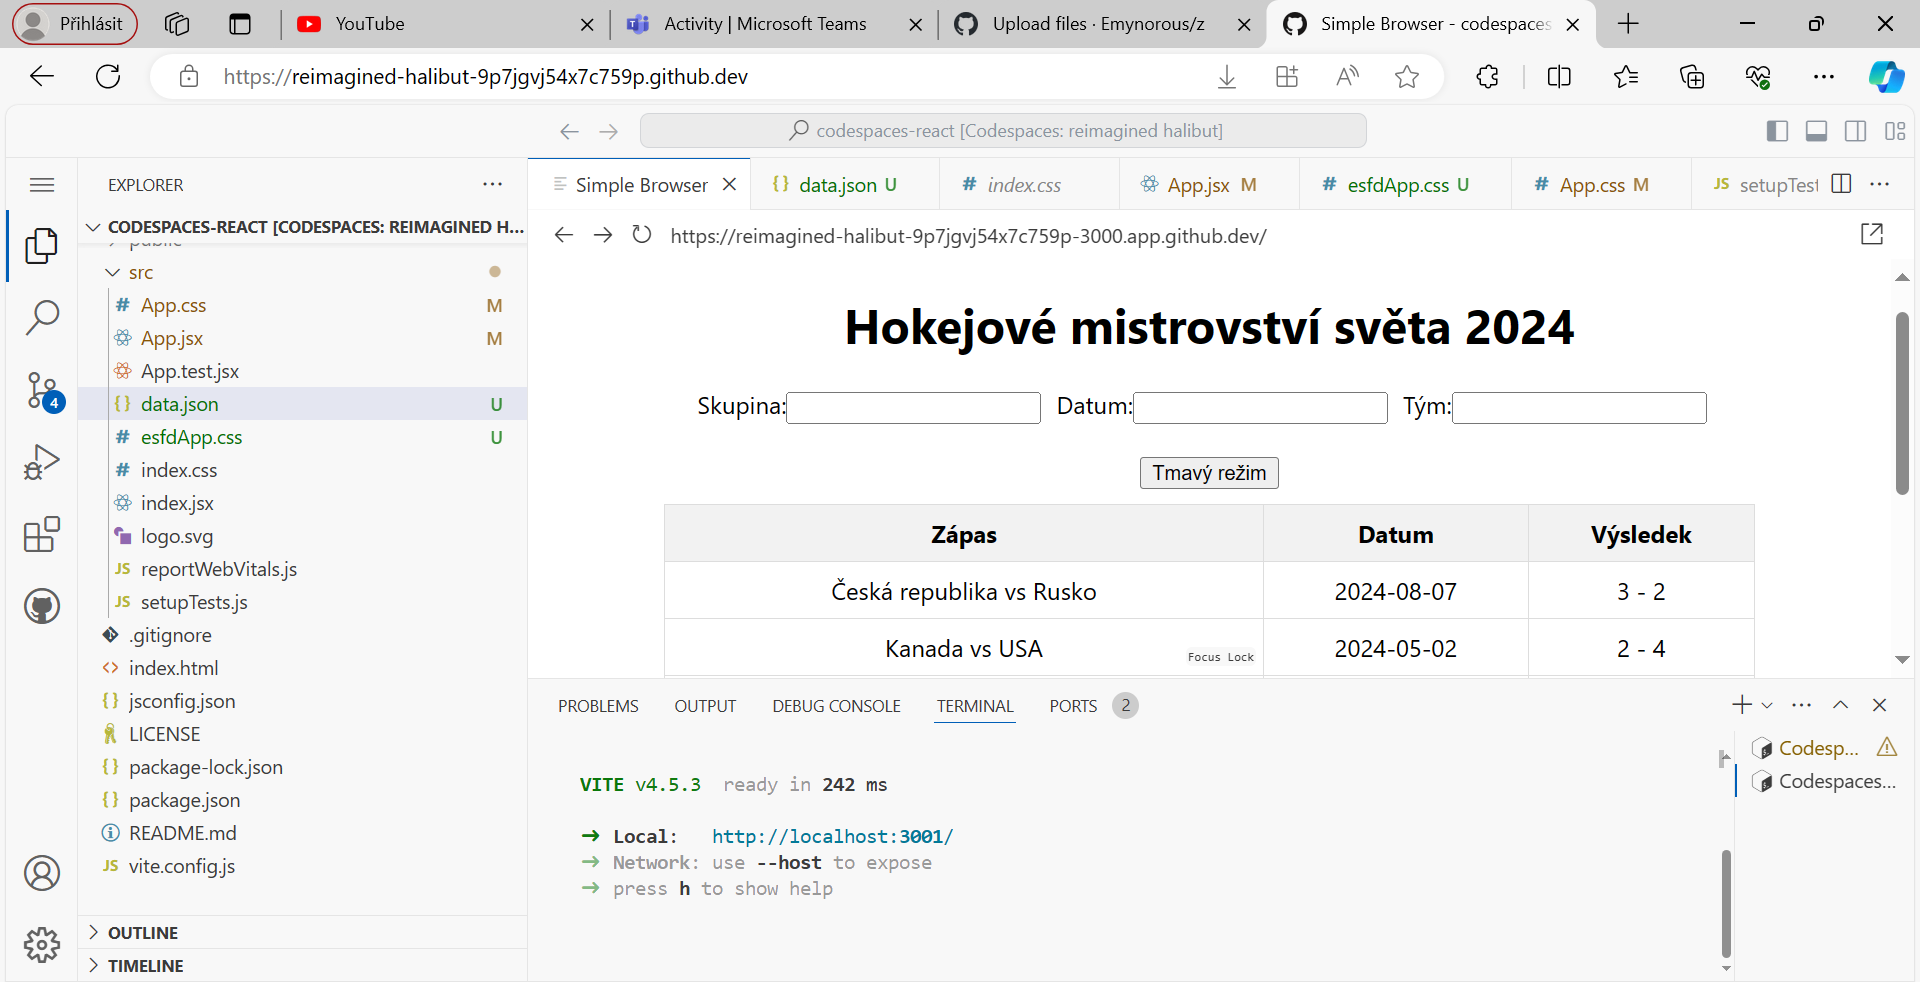 Přihlásit
YouTube
Activity | Microsoft Teams
Upload files · Emynorous/z
Simple Browser - codespaces
https://reimagined-halibut-9p7jgvj54x7c759p.github.dev
codespaces-react [Codespaces: reimagined halibut]
EXPLORER
Simple Browser
data.json U
index.css
App.jsx M
esfdApp.css U
App.css M
JS setupTest
CODESPACES-REACT [CODESPACES: REIMAGINED H...
https://reimagined-halibut-9p7jgvj54x7c759p-3000.app.github.dev/
public
src
App.css M
App.jsx M
App.test.jsx
data.json U
esfdApp.css U
index.css
index.jsx
logo.svg
JS reportWebVitals.js
JS setupTests.js
.gitignore
index.html
jsconfig.json
LICENSE
package-lock.json
package.json
README.md
JS vite.config.js
OUTLINE
TIMELINE
4
Hokejové mistrovství světa 2024
Skupina: Datum: Tým:
Tmavý režim
Zápas Datum Výsledek
Česká republika vs Rusko 2024-08-07 3 - 2
Kanada vs USA 2024-05-02 2 - 4
Focus Lock
PROBLEMS OUTPUT DEBUG CONSOLE TERMINAL PORTS 2
Codesp...
Codespaces...
VITE v4.5.3 ready in 242 ms
➜ Local: http://localhost:3001/
➜ Network: use --host to expose
➜ press h to show help